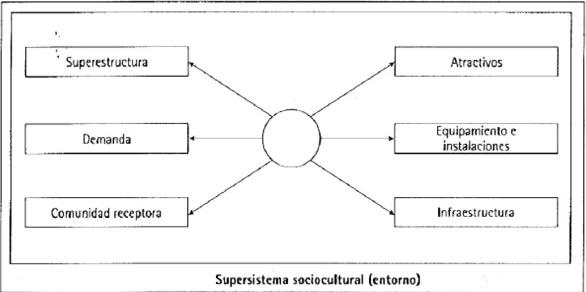 Superestructura
Atractivos
Demanda
Equipamiento e
instalaciones
Comunidad receptora
Infraestructura
Supersistema sociocultural (entorno)